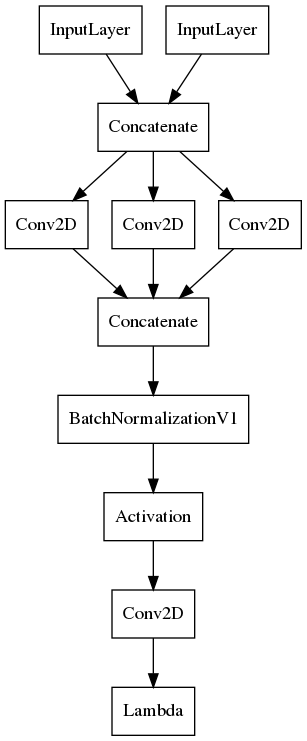 InputLayer
InputLayer
Concatenate
Conv2D
Conv2D
Conv2D
Concatenate
BatchNormalizationV1
Activation
Conv2D
Lambda